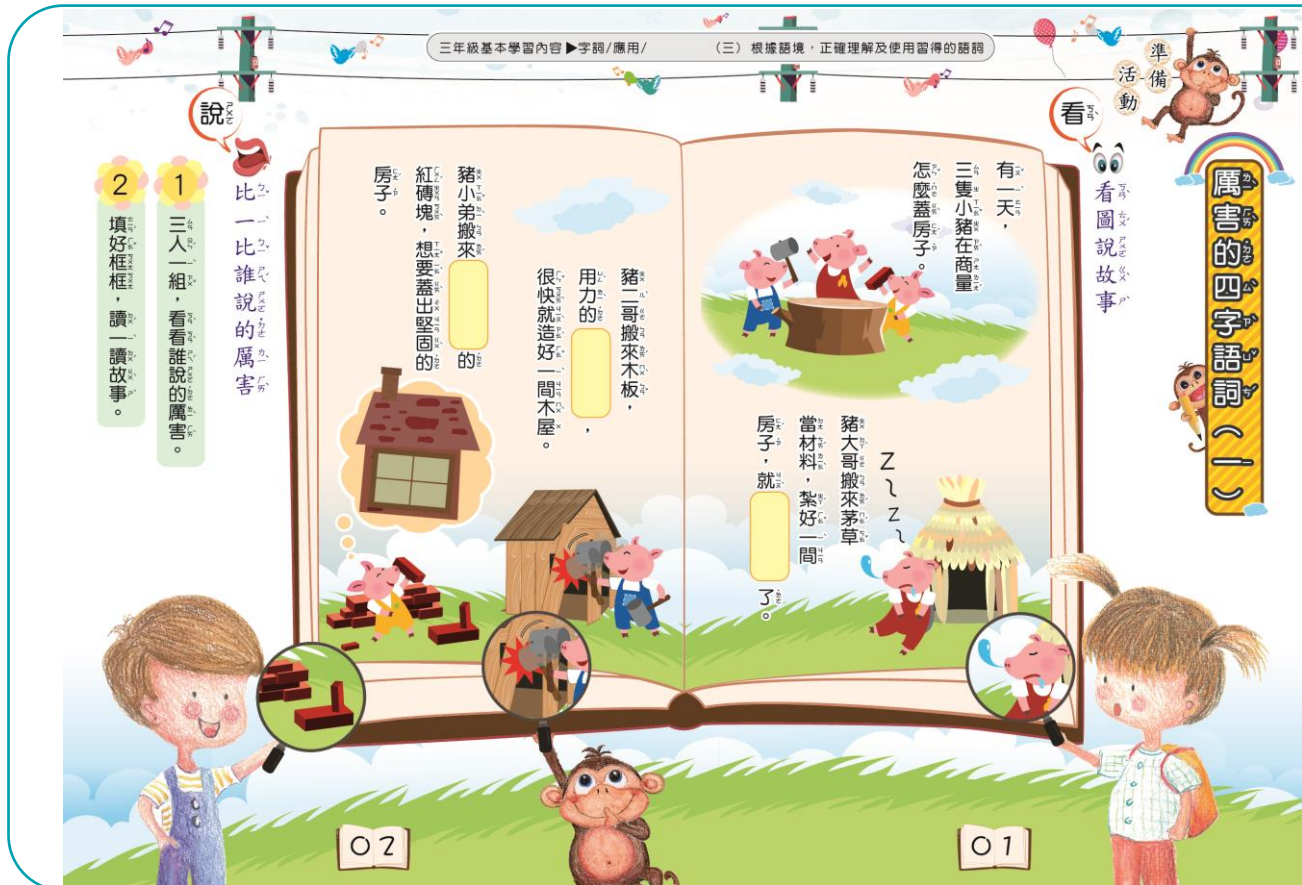 三年級基本學習內容▶字詞/應用/ （三）根據語境，正確理解及使用習得的語詞
準備
活動
厲害的四字語詞（一）
看
看圖說故事
有一天，
三隻小豬在商量
怎麼蓋房子。
豬大哥搬來茅草
當材料，紮好一間
房子，就 了。
Z
Z
豬二哥搬來木板，
用力的 ，
很快就造好一間木屋。
豬小弟搬來 的
紅磚塊，想要蓋出堅固的
房子。
說
比一比誰說的厲害
1
三人一組，看看誰說的厲害。
2
填好框框，讀一讀故事。
02
01